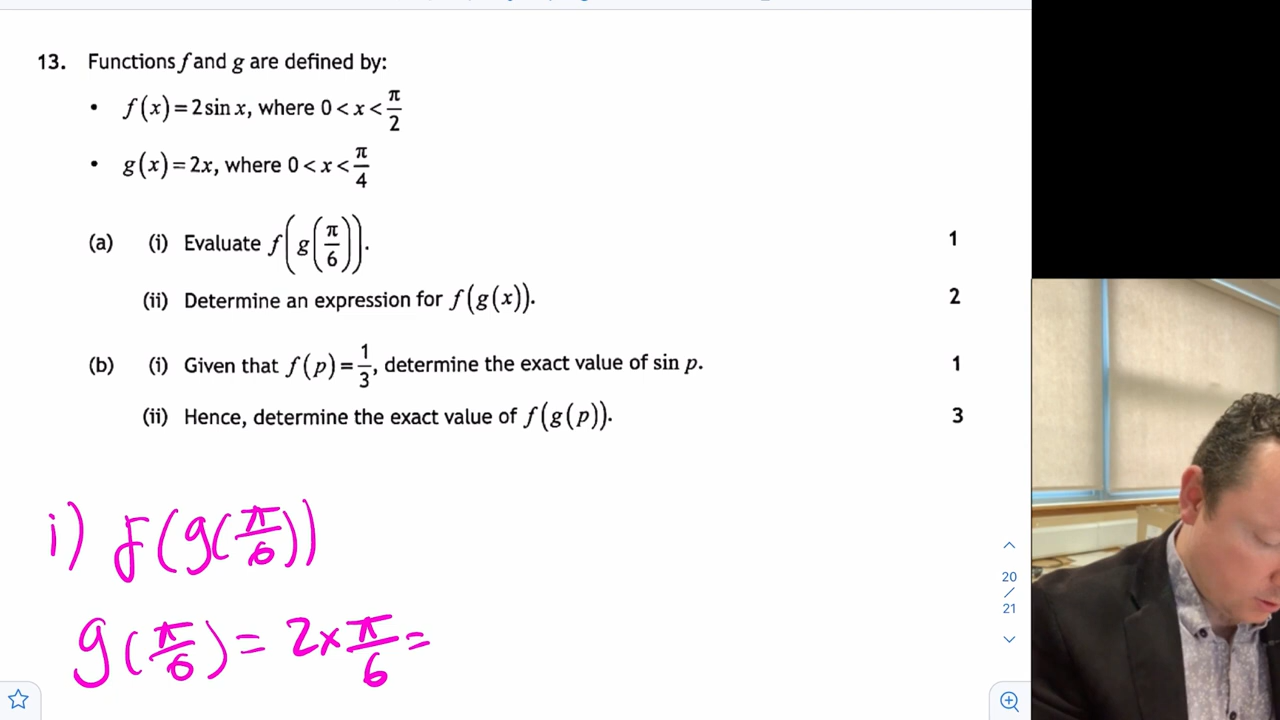 13. Functions f and g are defined by:
• f(x) = 2 sin x, where 0 < x < π/2
• g(x) = 2x, where 0 < x < π/4
(a) (i) Evaluate f(g(π/6)). 1
(ii) Determine an expression for f(g(x)). 2
(b) (i) Given that f(p) = 1/3, determine the exact value of sin p. 1
(ii) Hence, determine the exact value of f(g(p)). 3
i) f(g(π/6))
g(π/6) = 2 × π/6 =
20
/
21